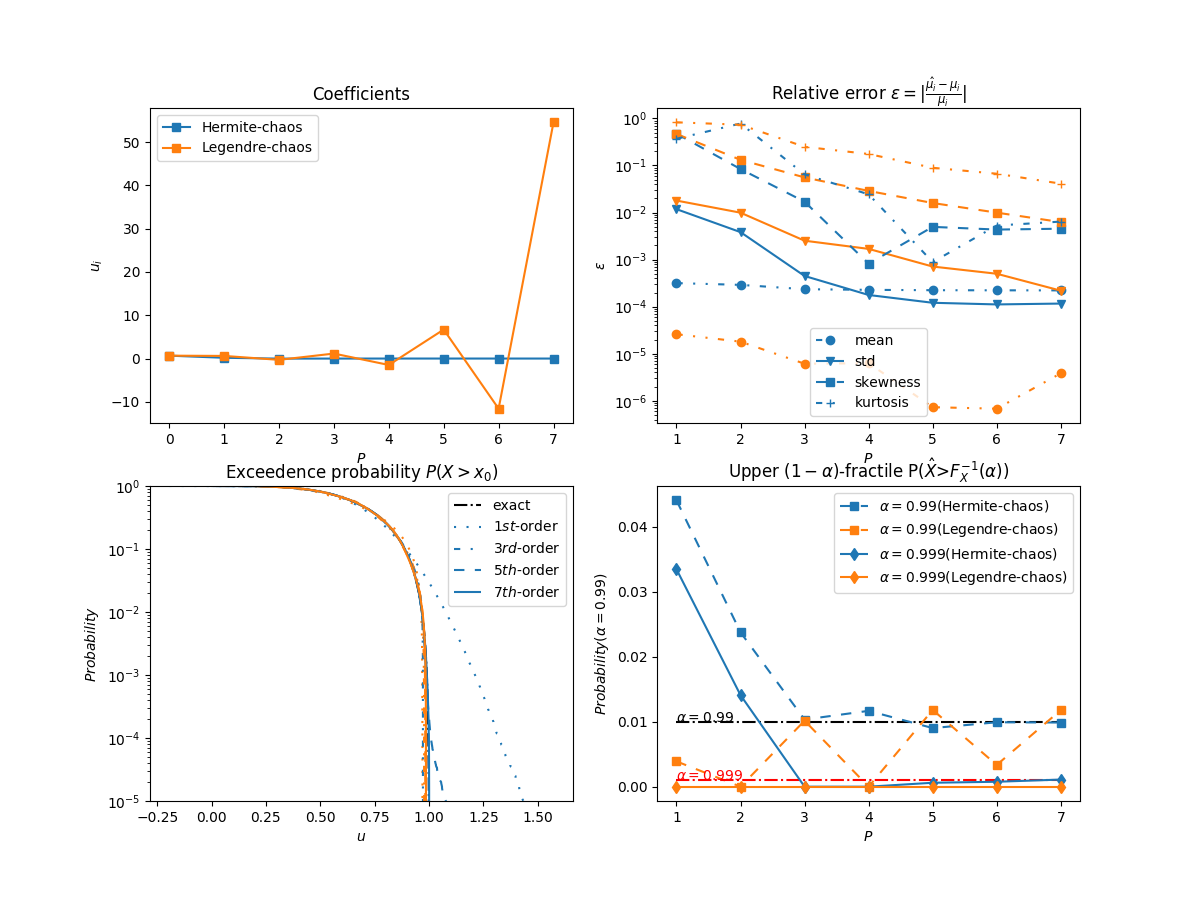 Coefficients
Hermite-chaos
Legendre-chaos
50
40
30
20
10
0
−10
u_i
0 1 2 3 4 5 6 7
P
Relative error ε = |(μ̂_i − μ_i)/μ_i|
10^0
10^−1
10^−2
10^−3
10^−4
10^−5
10^−6
ε
mean
std
skewness
kurtosis
1 2 3 4 5 6 7
P
Exceedence probability P(X > x_0)
exact
1st-order
3rd-order
5th-order
7th-order
10^0
10^−1
10^−2
10^−3
10^−4
10^−5
Probability
−0.25 0.00 0.25 0.50 0.75 1.00 1.25 1.50
u
Upper (1 − α)-fractile P(X̂>F_X^−1(α))
α = 0.99(Hermite-chaos)
α = 0.99(Legendre-chaos)
α = 0.999(Hermite-chaos)
α = 0.999(Legendre-chaos)
0.04
0.03
0.02
0.01
0.00
Probability(α = 0.99)
α = 0.99
α = 0.999
1 2 3 4 5 6 7
P